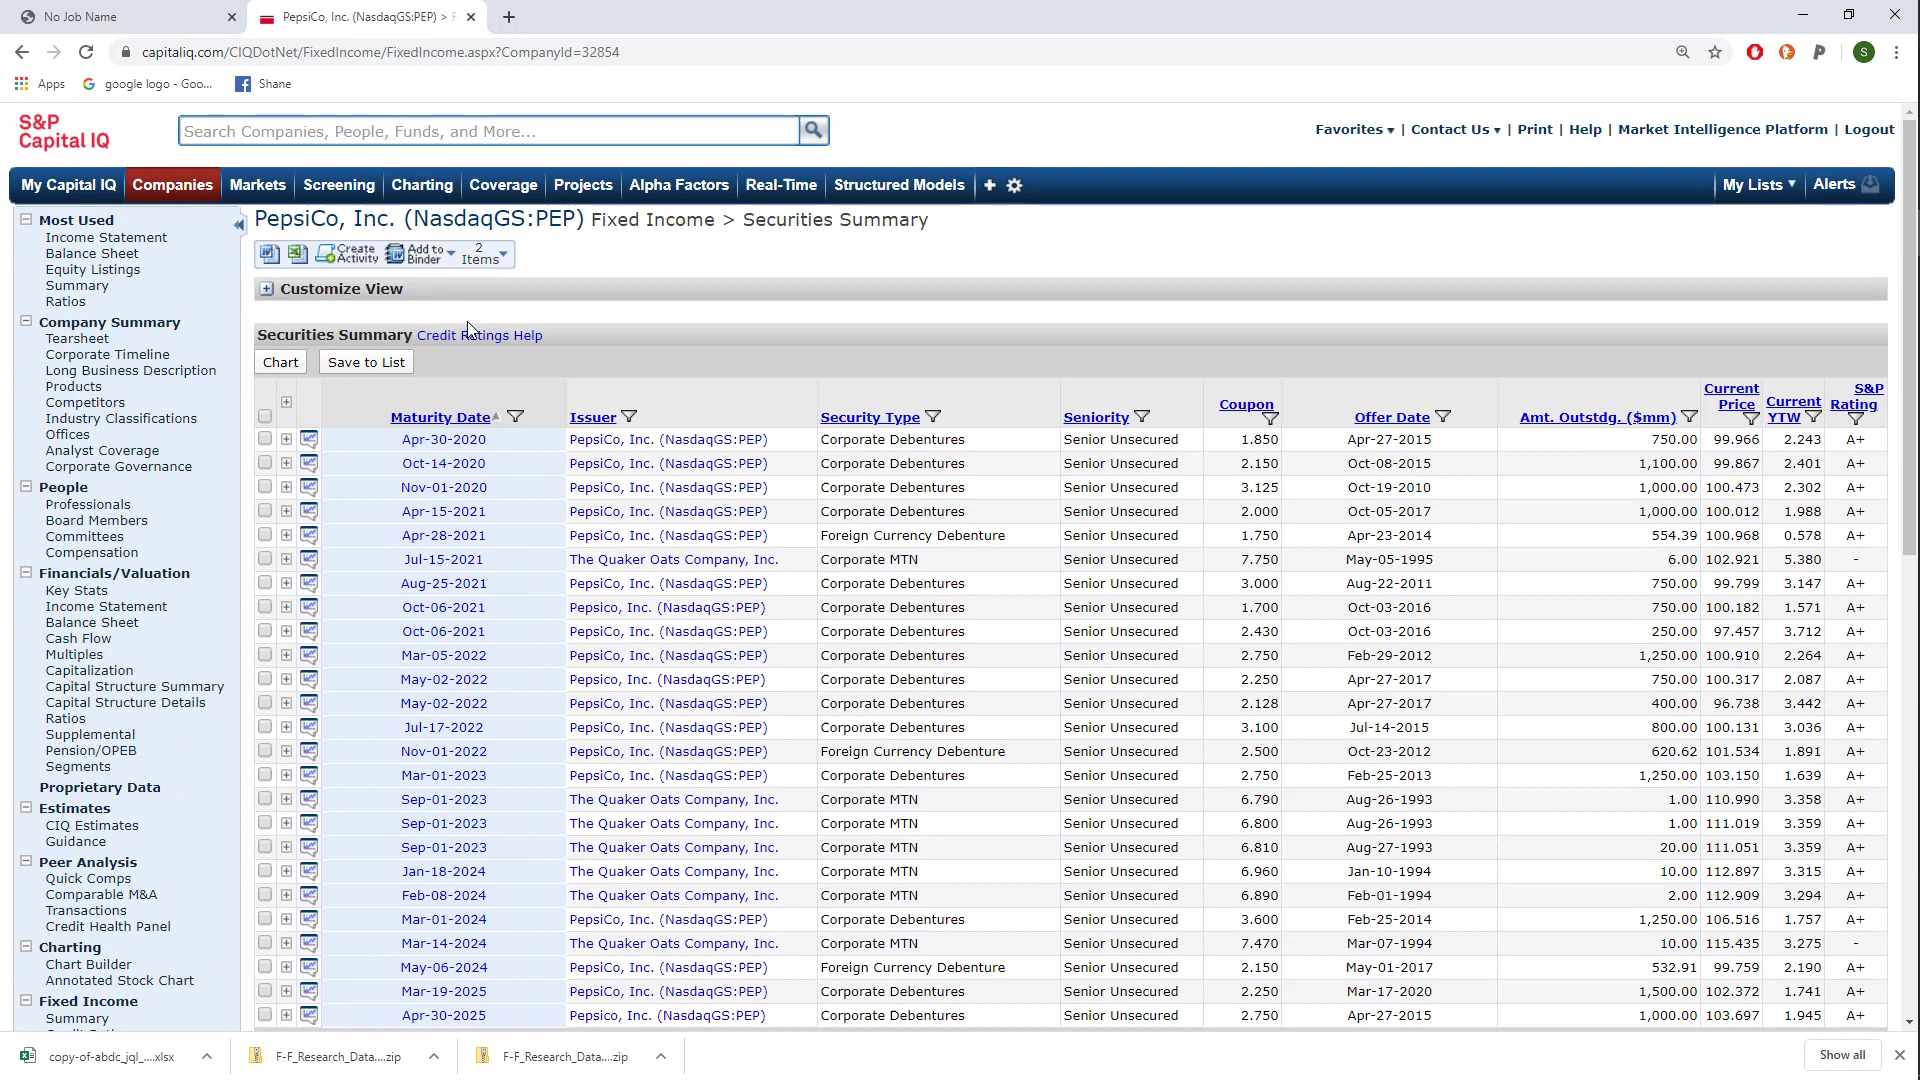 No Job Name
PepsiCo, Inc. (NasdaqGS:PEP) > F
capitaliq.com/CIQDotNet/FixedIncome/FixedIncome.aspx?CompanyId=32854
S
Apps
google logo - Goo...
Shane
S&P
Capital IQ
Search Companies, People, Funds, and More...
Favorites | Contact Us | Print | Help | Market Intelligence Platform | Logout
My Capital IQ Companies Markets Screening Charting Coverage Projects Alpha Factors Real-Time Structured Models My Lists Alerts
PepsiCo, Inc. (NasdaqGS:PEP) Fixed Income > Securities Summary
Create Activity
Add to Binder
2 Items
Customize View
Securities Summary Credit Ratings Help
Chart Save to List
Maturity Date Issuer Security Type Seniority Coupon Offer Date Amt. Outstdg. ($mm) Current Price Current YTW S&P Rating
Apr-30-2020 PepsiCo, Inc. (NasdaqGS:PEP) Corporate Debentures Senior Unsecured 1.850 Apr-27-2015 750.00 99.966 2.243 A+
Oct-14-2020 PepsiCo, Inc. (NasdaqGS:PEP) Corporate Debentures Senior Unsecured 2.150 Oct-08-2015 1,100.00 99.867 2.401 A+
Nov-01-2020 PepsiCo, Inc. (NasdaqGS:PEP) Corporate Debentures Senior Unsecured 3.125 Oct-19-2010 1,000.00 100.473 2.302 A+
Apr-15-2021 PepsiCo, Inc. (NasdaqGS:PEP) Corporate Debentures Senior Unsecured 2.000 Oct-05-2017 1,000.00 100.012 1.988 A+
Apr-28-2021 PepsiCo, Inc. (NasdaqGS:PEP) Foreign Currency Debenture Senior Unsecured 1.750 Apr-23-2014 554.39 100.968 0.578 A+
Jul-15-2021 The Quaker Oats Company, Inc. Corporate MTN Senior Unsecured 7.750 May-05-1995 6.00 102.921 5.380 -
Aug-25-2021 PepsiCo, Inc. (NasdaqGS:PEP) Corporate Debentures Senior Unsecured 3.000 Aug-22-2011 750.00 99.799 3.147 A+
Oct-06-2021 Pepsico, Inc. (NasdaqGS:PEP) Corporate Debentures Senior Unsecured 1.700 Oct-03-2016 750.00 100.182 1.571 A+
Oct-06-2021 PepsiCo, Inc. (NasdaqGS:PEP) Corporate Debentures Senior Unsecured 2.430 Oct-03-2016 250.00 97.457 3.712 A+
Mar-05-2022 PepsiCo, Inc. (NasdaqGS:PEP) Corporate Debentures Senior Unsecured 2.750 Feb-29-2012 1,250.00 100.910 2.264 A+
May-02-2022 Pepsico, Inc. (NasdaqGS:PEP) Corporate Debentures Senior Unsecured 2.250 Apr-27-2017 750.00 100.317 2.087 A+
May-02-2022 PepsiCo, Inc. (NasdaqGS:PEP) Corporate Debentures Senior Unsecured 2.128 Apr-27-2017 400.00 96.738 3.442 A+
Jul-17-2022 PepsiCo, Inc. (NasdaqGS:PEP) Corporate Debentures Senior Unsecured 3.100 Jul-14-2015 800.00 100.131 3.036 A+
Nov-01-2022 PepsiCo, Inc. (NasdaqGS:PEP) Foreign Currency Debenture Senior Unsecured 2.500 Oct-23-2012 620.62 101.534 1.891 A+
Mar-01-2023 PepsiCo, Inc. (NasdaqGS:PEP) Corporate Debentures Senior Unsecured 2.750 Feb-25-2013 1,250.00 103.150 1.639 A+
Sep-01-2023 The Quaker Oats Company, Inc. Corporate MTN Senior Unsecured 6.790 Aug-26-1993 1.00 110.990 3.358 A+
Sep-01-2023 The Quaker Oats Company, Inc. Corporate MTN Senior Unsecured 6.800 Aug-26-1993 1.00 111.019 3.359 A+
Sep-01-2023 The Quaker Oats Company, Inc. Corporate MTN Senior Unsecured 6.810 Aug-27-1993 20.00 111.051 3.359 A+
Jan-18-2024 The Quaker Oats Company, Inc. Corporate MTN Senior Unsecured 6.960 Jan-10-1994 10.00 112.897 3.315 A+
Feb-08-2024 The Quaker Oats Company, Inc. Corporate MTN Senior Unsecured 6.890 Feb-01-1994 2.00 112.909 3.294 A+
Mar-01-2024 PepsiCo, Inc. (NasdaqGS:PEP) Corporate Debentures Senior Unsecured 3.600 Feb-25-2014 1,250.00 106.516 1.757 A+
Mar-14-2024 The Quaker Oats Company, Inc. Corporate MTN Senior Unsecured 7.470 Mar-07-1994 10.00 115.435 3.275 -
May-06-2024 PepsiCo, Inc. (NasdaqGS:PEP) Foreign Currency Debenture Senior Unsecured 2.150 May-01-2017 532.91 99.759 2.190 A+
Mar-19-2025 PepsiCo, Inc. (NasdaqGS:PEP) Corporate Debentures Senior Unsecured 2.250 Mar-17-2020 1,500.00 102.372 1.741 A+
Apr-30-2025 Pepsico, Inc. (NasdaqGS:PEP) Corporate Debentures Senior Unsecured 2.750 Apr-27-2015 1,000.00 103.697 1.945 A+
Most Used
Income Statement
Balance Sheet
Equity Listings
Summary
Ratios
Company Summary
Tearsheet
Corporate Timeline
Long Business Description
Products
Competitors
Industry Classifications
Offices
Analyst Coverage
Corporate Governance
People
Professionals
Board Members
Committees
Compensation
Financials/Valuation
Key Stats
Income Statement
Balance Sheet
Cash Flow
Multiples
Capitalization
Capital Structure Summary
Capital Structure Details
Ratios
Supplemental
Pension/OPEB
Segments
Proprietary Data
Estimates
CIQ Estimates
Guidance
Peer Analysis
Quick Comps
Comparable M&A
Transactions
Credit Health Panel
Charting
Chart Builder
Annotated Stock Chart
Fixed Income
Summary
copy-of-abdc_jql_....xlsx
F-F_Research_Data....zip
F-F_Research_Data....zip
Show all